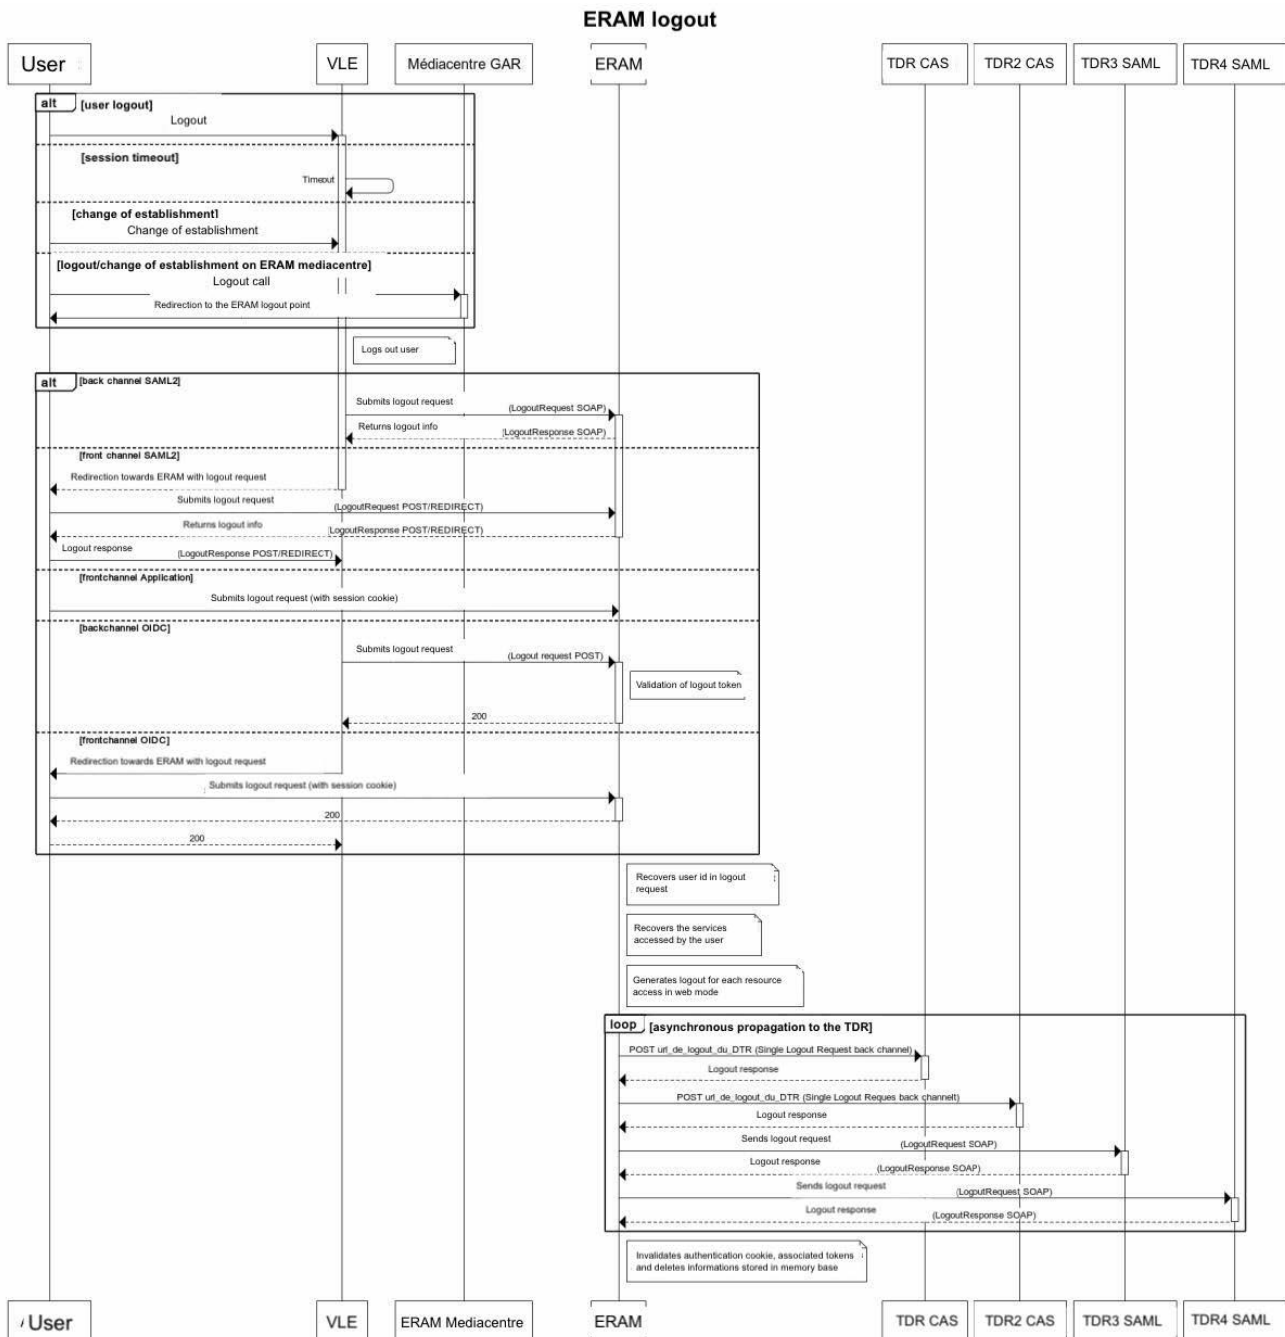 ERAM logout
User
VLE
Médiacentre GAR
ERAM
TDR CAS
TDR2 CAS
TDR3 SAML
TDR4 SAML
alt
[user logout]
Logout
[session timeout]
Timeout
[change of establishment]
Change of establishment
[logout/change of establishment on ERAM mediacentre]
Logout call
Redirection to the ERAM logout point
Logs out user
alt
[back channel SAML2]
Submits logout request
(LogoutRequest SOAP)
Returns logout info
(LogoutResponse SOAP)
[front channel SAML2]
Redirection towards ERAM with logout request
Submits logout request
(LogoutRequest POST/REDIRECT)
Returns logout info
(LogoutResponse POST/REDIRECT)
Logout response
(LogoutResponse POST/REDIRECT)
[frontchannel Application]
Submits logout request (with session cookie)
[backchannel OIDC]
Submits logout request
(Logout request POST)
Validation of logout token
200
[frontchannel OIDC]
Redirection towards ERAM with logout request
Submits logout request (with session cookie)
200
200
Recovers user id in logout
request
Recovers the services
accessed by the user
Generates logout for each resource
access in web mode
loop
[asynchronous propagation to the TDR]
POST url_de_logout_du_DTR (Single Logout Request back channel)
Logout response
POST url_de_logout_du_DTR (Single Logout Reques back channelt)
Logout response
Sends logout request
(LogoutRequest SOAP)
Logout response
(LogoutResponse SOAP)
Sends logout request
(LogoutRequest SOAP)
Logout response
(LogoutResponse SOAP)
Invalidates authentication cookie, associated tokens
and deletes informations stored in memory base
User
VLE
ERAM Mediacentre
ERAM
TDR CAS
TDR2 CAS
TDR3 SAML
TDR4 SAML